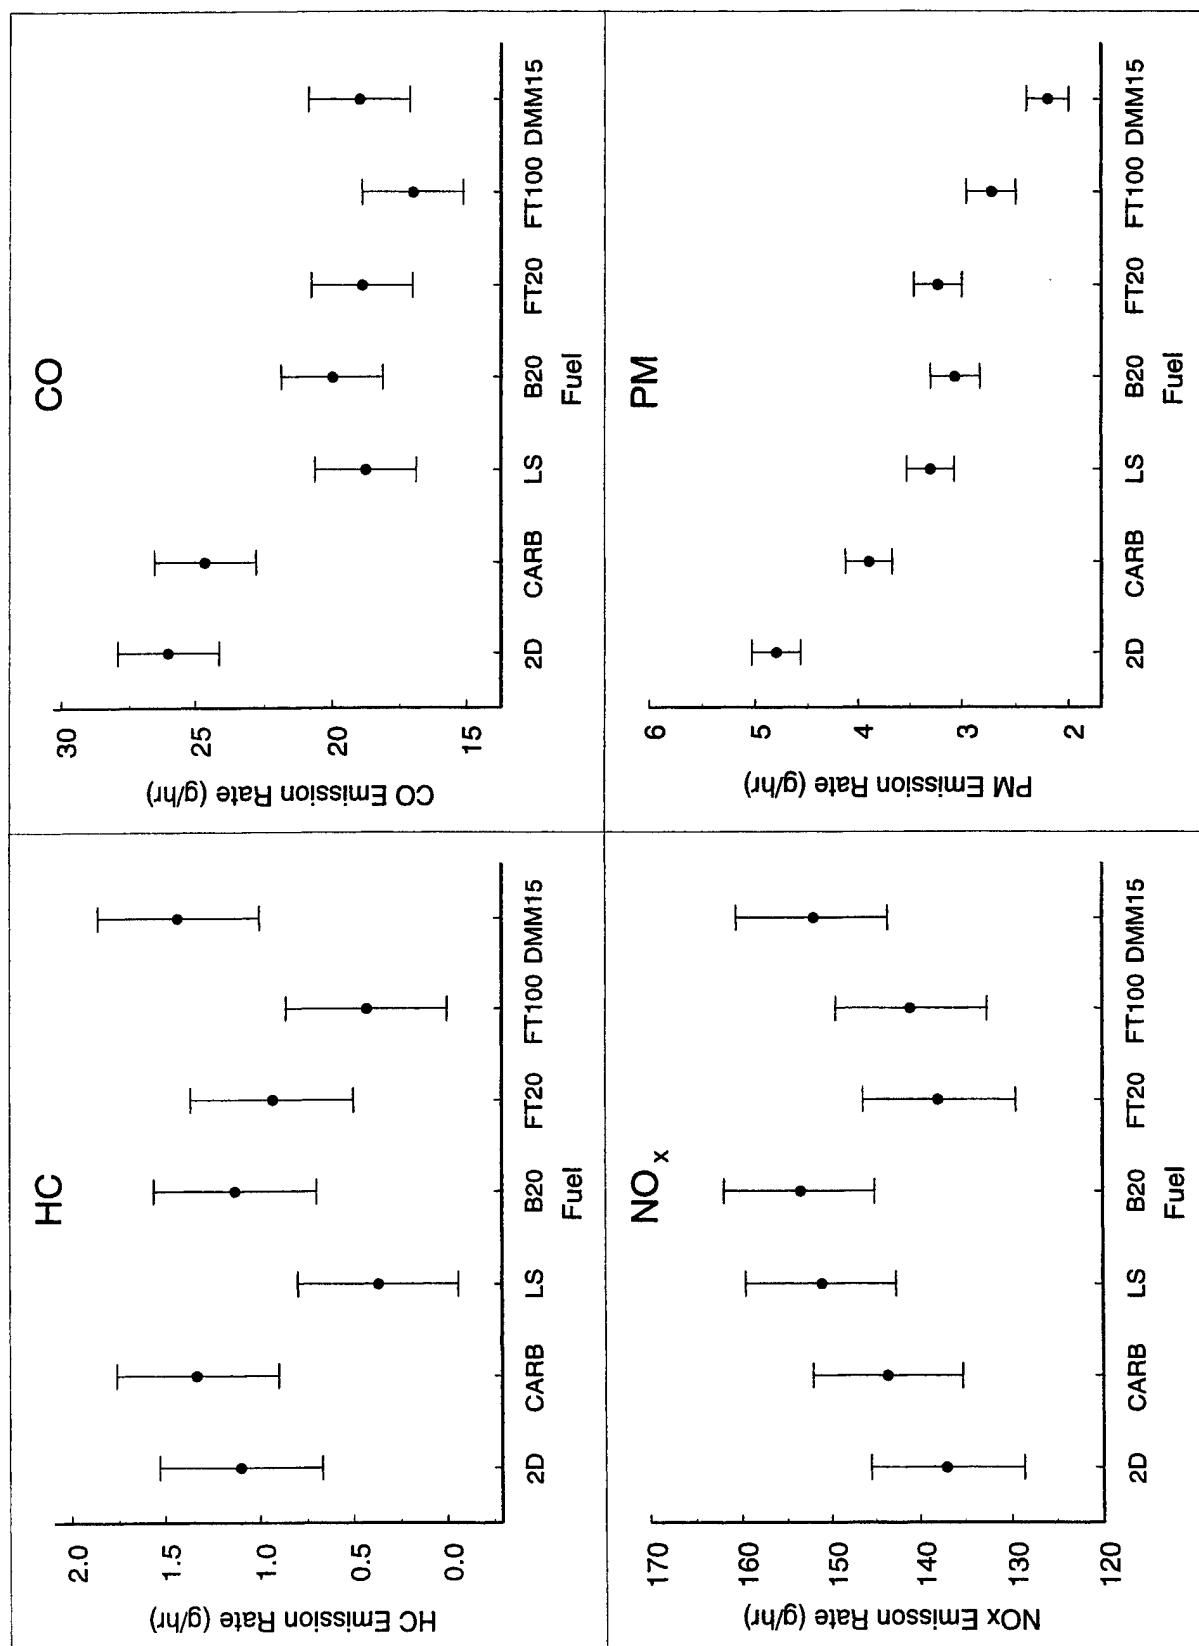 HC
HC Emission Rate (g/hr)
2.0
1.5
1.0
0.5
0.0
2D CARB LS B20 FT20 FT100 DMM15
Fuel
CO
CO Emission Rate (g/hr)
30
25
20
15
2D CARB LS B20 FT20 FT100 DMM15
Fuel
NOx
NOx Emisson Rate (g/hr)
170
160
150
140
130
120
2D CARB LS B20 FT20 FT100 DMM15
Fuel
PM
PM Emission Rate (g/hr)
6
5
4
3
2
2D CARB LS B20 FT20 FT100 DMM15
Fuel